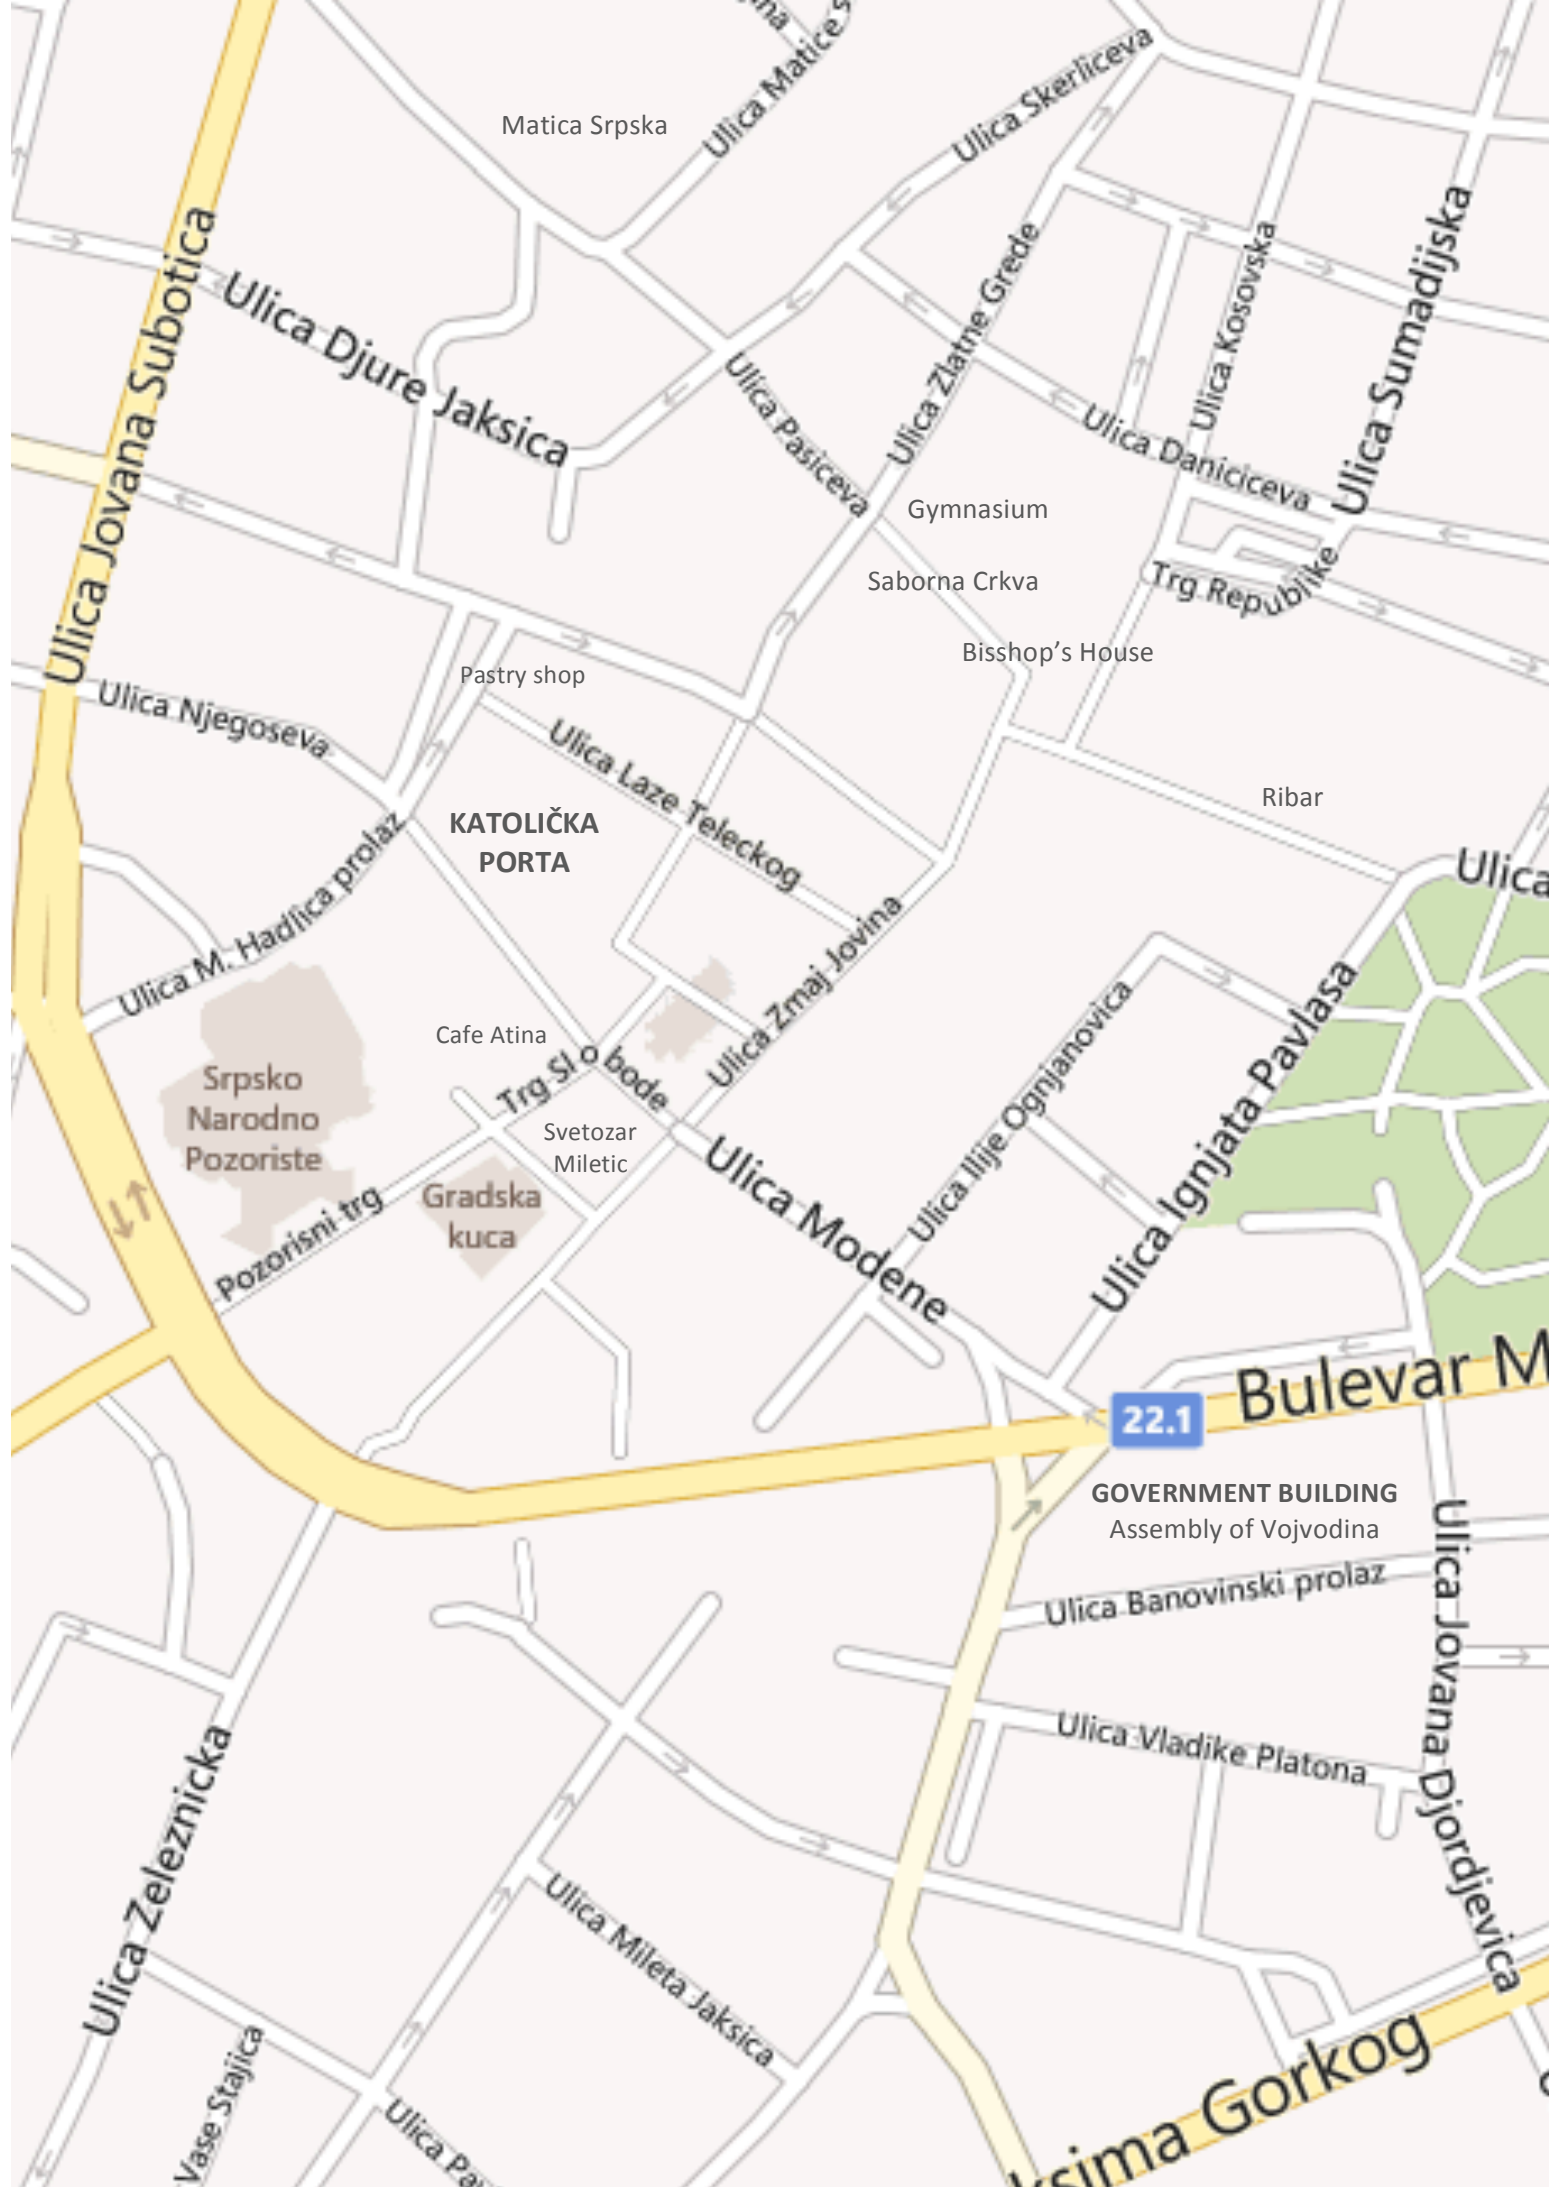 Ulica Matice s
Matica Srpska
Ulica Skerliceva
Ulica Jovana Subotica
Ulica Djure Jaksica
Ulica Zlatne Grede
Ulica Kosovska
Ulica Sumadijska
Ulica Pasiceva
Ulica Daniciceva
Gymnasium
Saborna Crkva
Trg Republike
Bisshop's House
Pastry shop
Ulica Njegoseva
Ulica Laze Teleckog
Ribar
KATOLIČKA
PORTA
Ulica
Ulica M. Hadlica prolaz
Ulica Zmaj Jovina
Cafe Atina
Trg Slobode
Srpsko
Narodno
Pozoriste
Svetozar
Miletic
Ulica Ilije Ognjanovica
Ulica Ignjata Pavlasa
Ulica Modene
Gradska
kuca
Pozorisni trg
Bulevar M
22.1
GOVERNMENT BUILDING
Assembly of Vojvodina
Ulica Banovinski prolaz
Ulica Jovana Djordjevica
Ulica Vladike Platona
Ulica Zeleznicka
Ulica Mileta Jaksica
Vase Stajica
Ulica Pav
ksima Gorkog